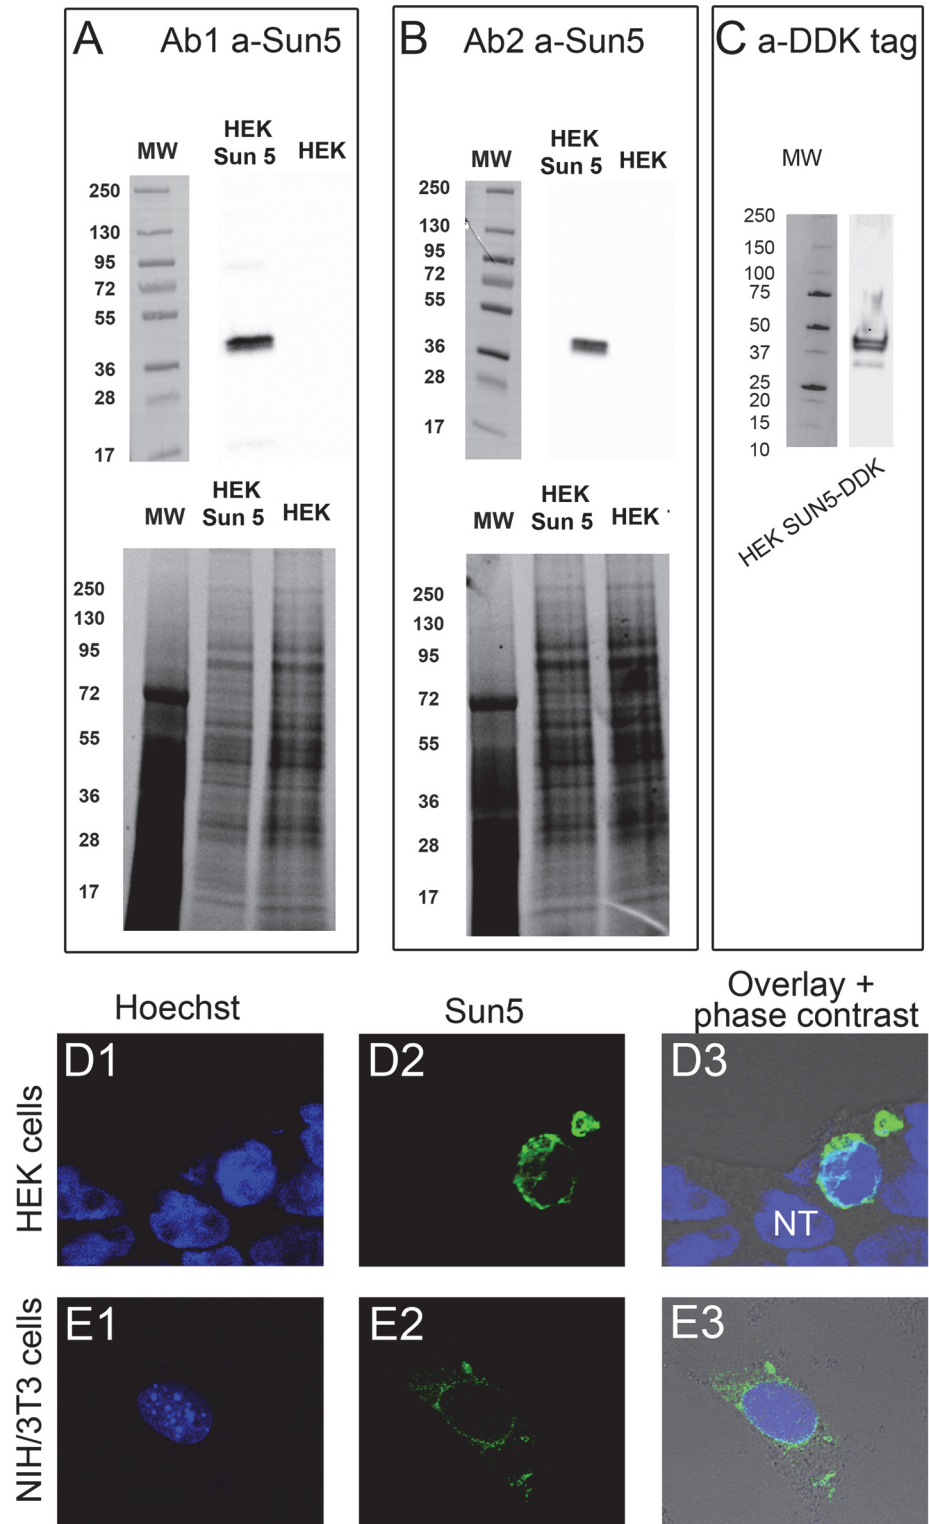 A Ab1 a-Sun5
HEK
Sun 5
MW
HEK
250
130
95
72
55
36
28
17
HEK
Sun 5
MW
HEK
250
130
95
72
55
36
28
17
B Ab2 a-Sun5
HEK
Sun 5
MW
HEK
250
130
95
72
55
36
28
17
HEK
Sun 5
MW
HEK
250
130
95
72
55
36
28
17
C a-DDK tag
MW
250
150
100
75
50
37
25
20
15
10
HEK SUN5-DDK
Hoechst
Sun5
Overlay +
phase contrast
HEK cells
D1
D2
D3
NT
NIH/3T3 cells
E1
E2
E3